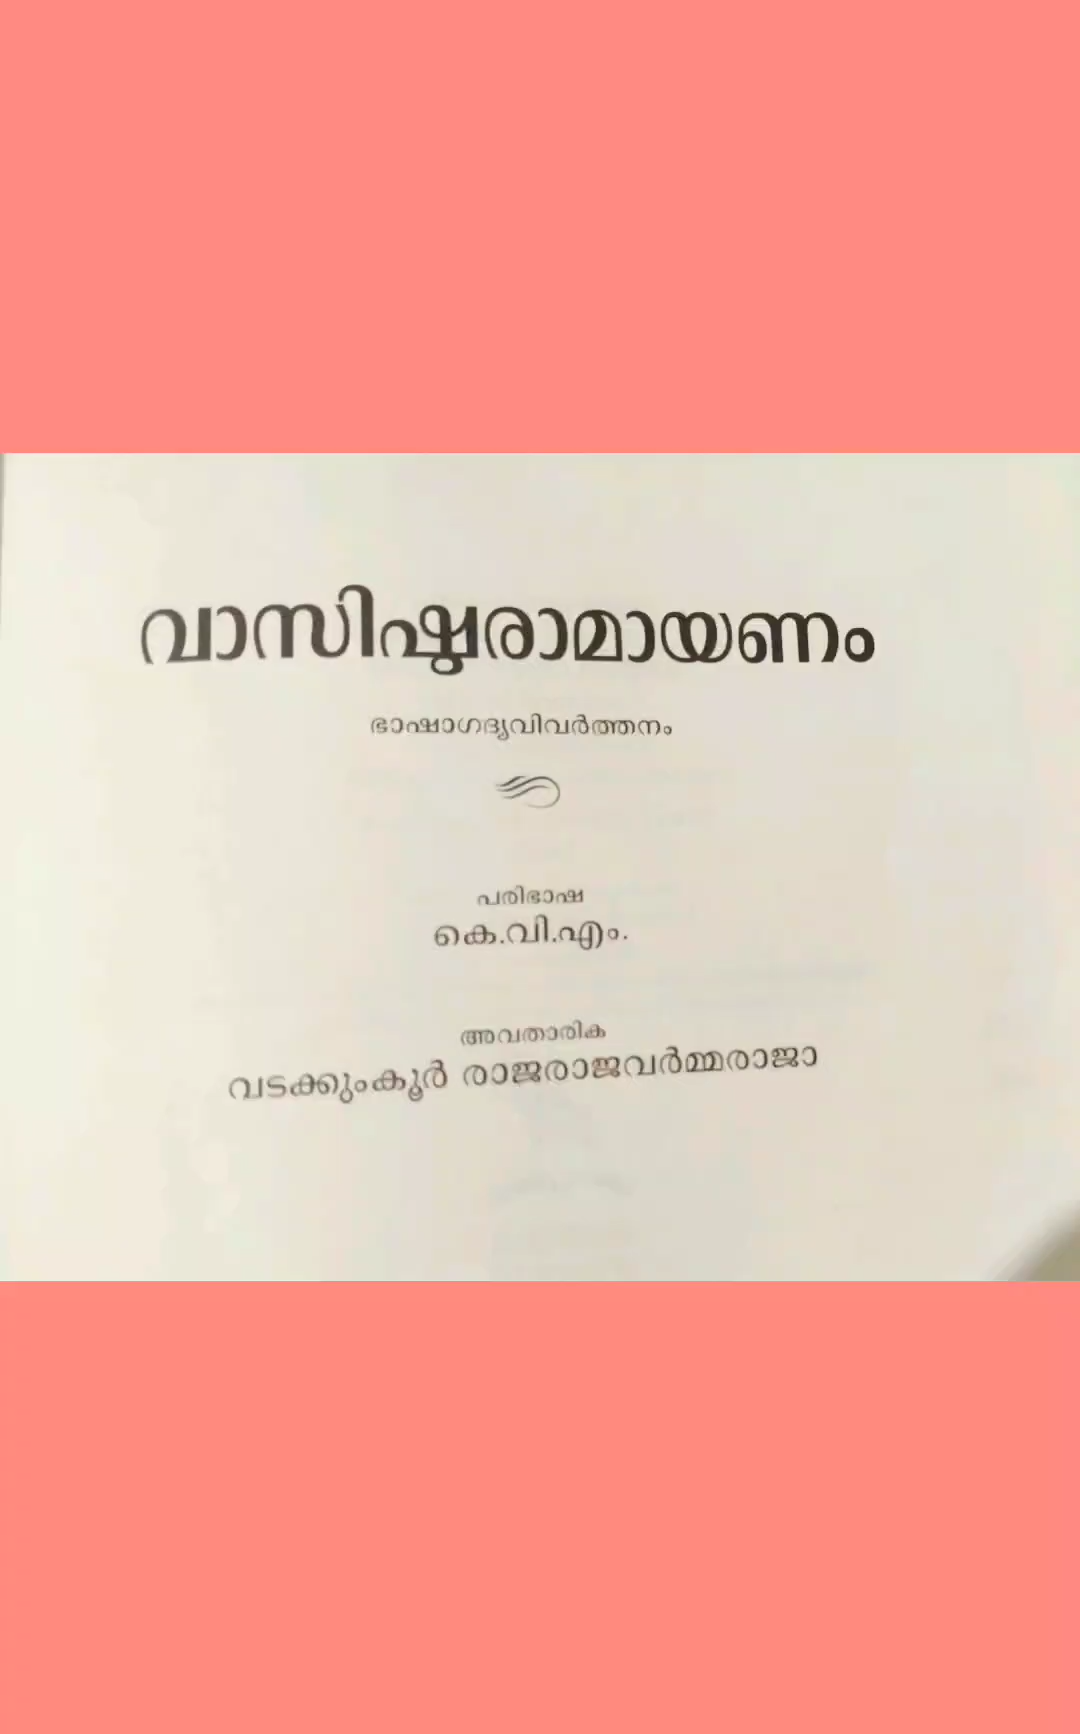 വാസിഷ്ഠരാമായണം
ഭാഷാഗദ്യവിവർത്തനം
പരിഭാഷ
കെ.വി.എം.
അവതാരിക
വടക്കുംകൂർ രാജരാജവർമ്മരാജാ